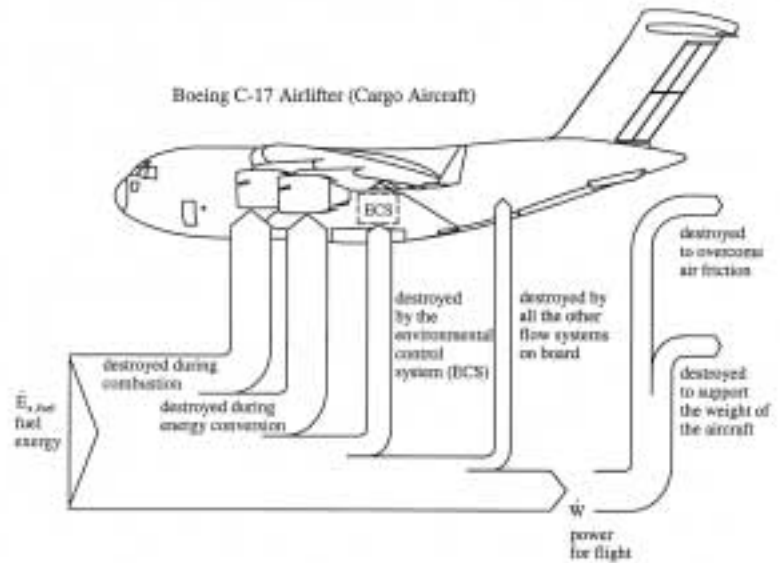 Boeing C-17 Airlifter (Cargo Aircraft)
ECS
destroyed
to overcome
air friction
destroyed
by the
environmental
control
system (ECS)
destroyed by
all the other
flow systems
on board
destroyed during
combustion
destroyed
to support
the weight of
the aircraft
destroyed during
energy conversion
Ė x,fuel
fuel
exergy
Ẇ
power
for flight